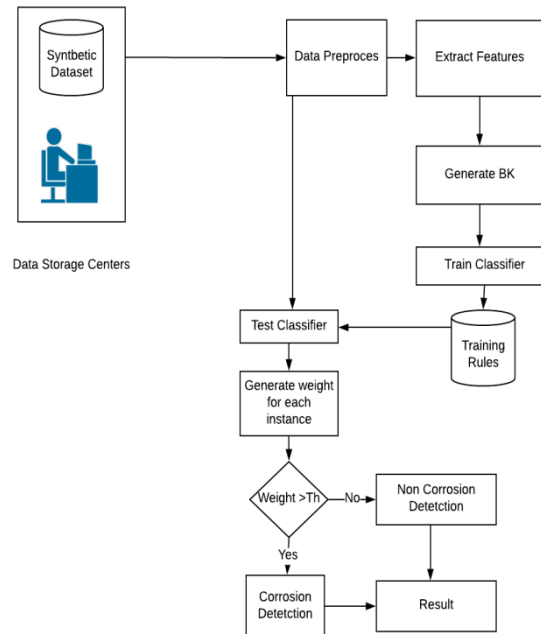 Syntbetic
Dataset
Data Preproces
Extract Features
Generate BK
Data Storage Centers
Train Classifier
Test Classifier
Training
Rules
Generate weight
for each
instance
Weight >Th
No
Non Corrosion
Detetction
Yes
Corrosion
Detetction
Result